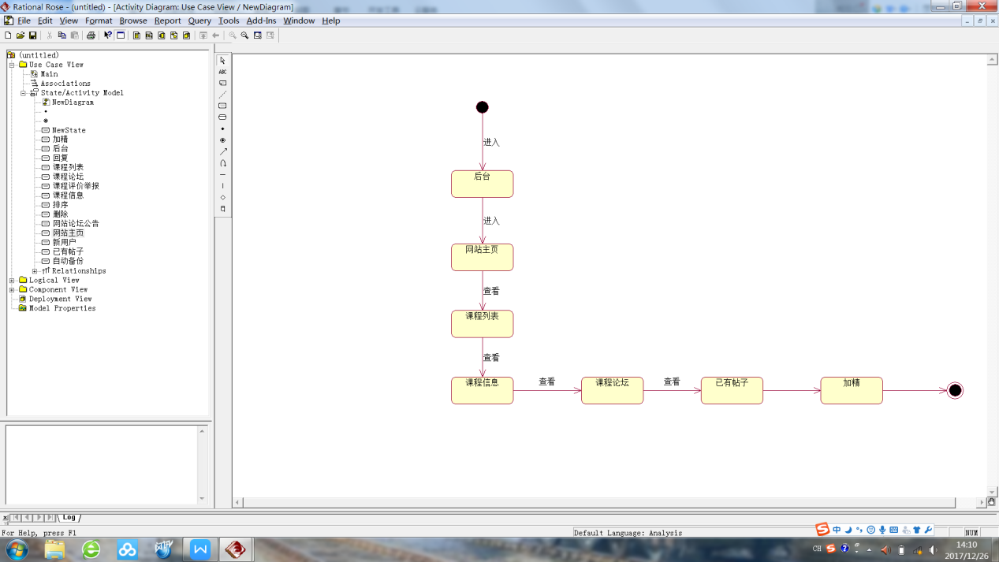 Rational Rose - (untitled) - [Activity Diagram: Use Case View / NewDiagram]
File Edit View Format Browse Report Query Tools Add-Ins Window Help
(untitled)
Use Case View
Main
Associations
State/Activity Model
NewDiagram
NewState
加精
后台
回复
课程列表
课程论坛
课程评价举报
课程信息
排序
删除
网站论坛公告
网站主页
新用户
已有帖子
自动备份
Relationships
Logical View
Component View
Deployment View
Model Properties
ABC
进入
后台
进入
网站主页
查看
课程列表
查看
课程信息 查看 课程论坛 查看 已有帖子 加精
Log
For Help, press F1
Default Language: Analysis
NUM
中
CH
14:10
2017/12/26